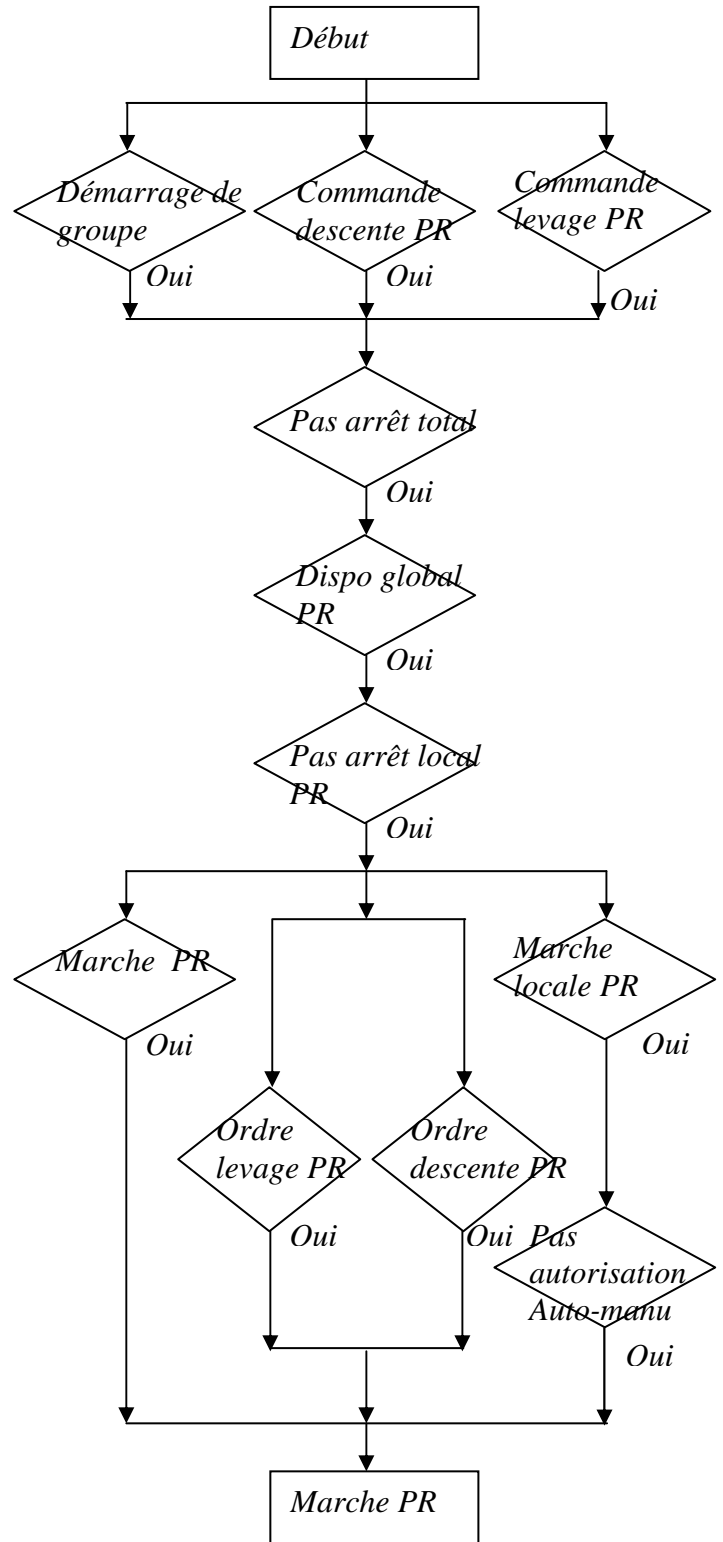 Début
Démarrage de
groupe
Commande
descente PR
Commande
levage PR
Oui
Oui
Oui
Pas arrêt total
Oui
Dispo global
PR
Oui
Pas arrêt local
PR
Oui
Marche PR
Marche
locale PR
Oui
Oui
Ordre
levage PR
Ordre
descente PR
Oui
Oui
Pas
autorisation
Auto-manu
Oui
Marche PR